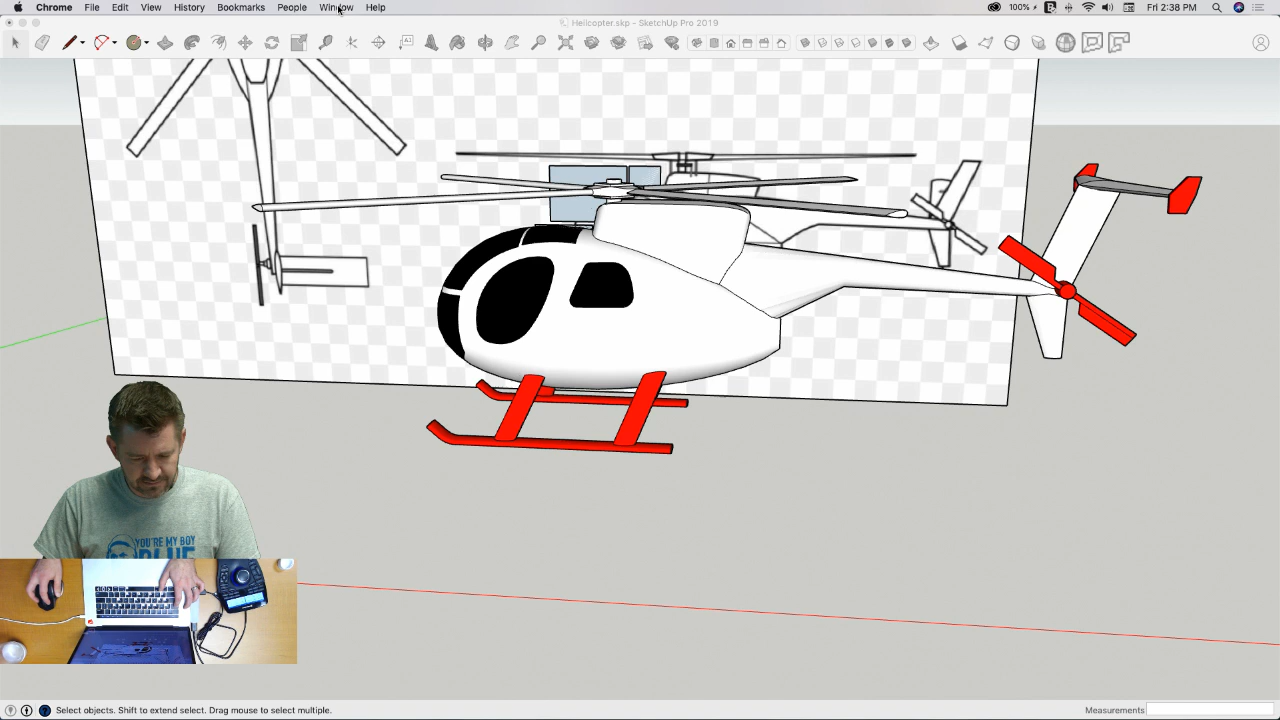 Chrome File Edit View History Bookmarks People Window Help 100% Fri 2:38 PM
Helicopter.skp - SketchUp Pro 2019
YOU'RE MY BOY
BLUE
Select objects. Shift to extend select. Drag mouse to select multiple.
Measurements